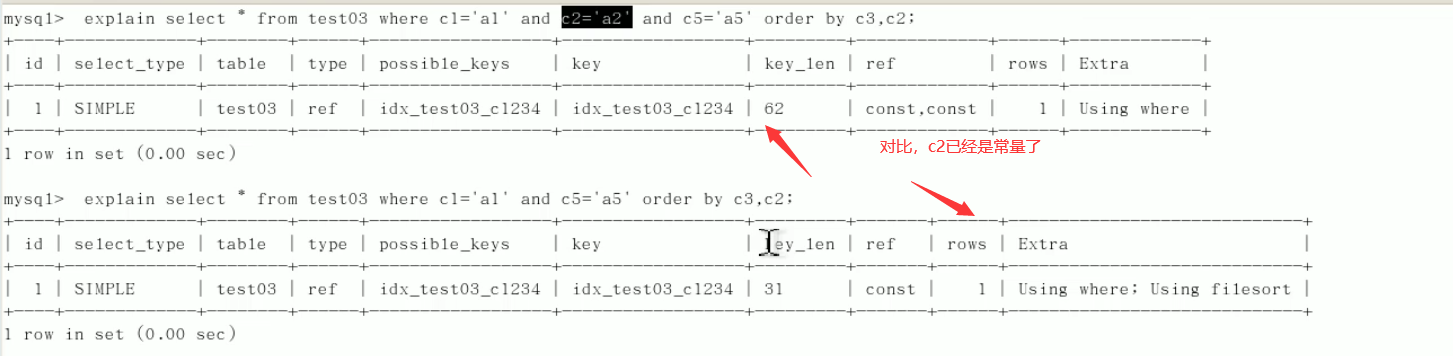 mysql> explain select * from test03 where c1='a1' and c2='a2' and c5='a5' order by c3,c2;
+----+-------------+--------+------+-----------------+-----------------+---------+-------------+------+-------------+
| id | select_type | table | type | possible_keys | key | key_len | ref | rows | Extra |
+----+-------------+--------+------+-----------------+-----------------+---------+-------------+------+-------------+
| 1 | SIMPLE | test03 | ref | idx_test03_c1234 | idx_test03_c1234 | 62 | const,const | 1 | Using where |
+----+-------------+--------+------+-----------------+-----------------+---------+-------------+------+-------------+
1 row in set (0.00 sec)
对比，c2已经是常量了
mysql> explain select * from test03 where c1='a1' and c5='a5' order by c3,c2;
+----+-------------+--------+------+-----------------+-----------------+---------+-------+------+-----------------------------+
| id | select_type | table | type | possible_keys | key | key_len | ref | rows | Extra |
+----+-------------+--------+------+-----------------+-----------------+---------+-------+------+-----------------------------+
| 1 | SIMPLE | test03 | ref | idx_test03_c1234 | idx_test03_c1234 | 31 | const | 1 | Using where; Using filesort |
+----+-------------+--------+------+-----------------+-----------------+---------+-------+------+-----------------------------+
1 row in set (0.00 sec)